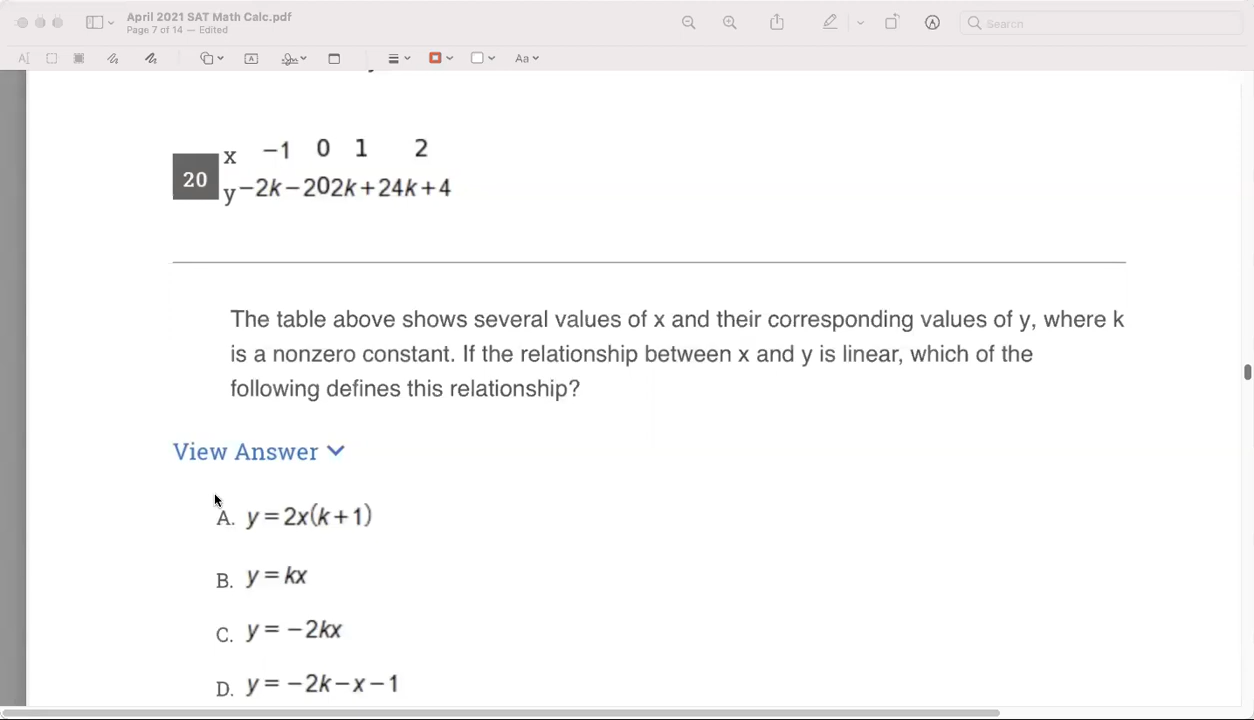 April 2021 SAT Math Calc.pdf
Page 7 of 14 — Edited
Search
Aa
x −1 0 1 2
20
y −2k−2 0 2k+2 4k+4
The table above shows several values of x and their corresponding values of y, where k
is a nonzero constant. If the relationship between x and y is linear, which of the
following defines this relationship?
View Answer
A. y=2x(k+1)
B. y=kx
C. y=−2kx
D. y=−2k−x−1